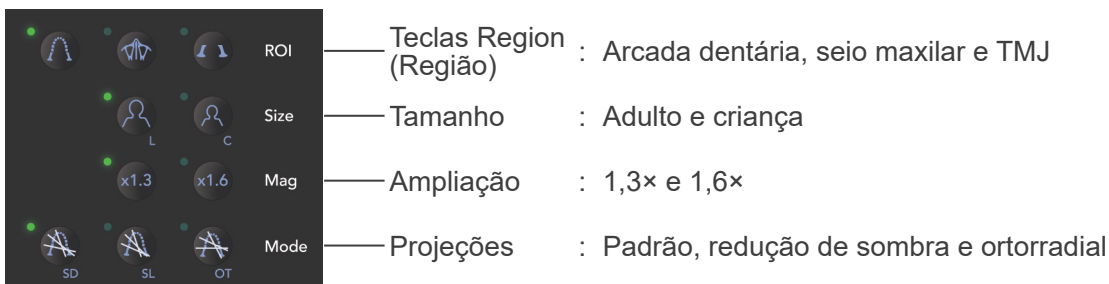 ROI Teclas Region (Região) : Arcada dentária, seio maxilar e TMJ
Size Tamanho : Adulto e criança
L C
x1.3 x1.6 Mag Ampliação : 1,3× e 1,6×
Mode Projeções : Padrão, redução de sombra e ortorradial
SD SL OT